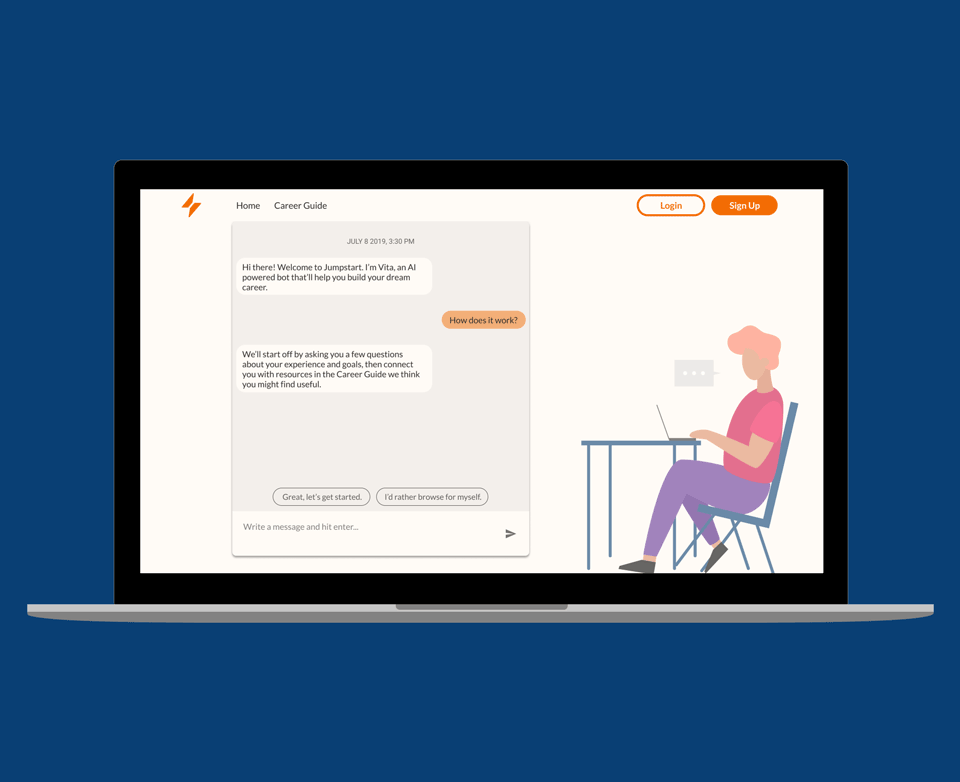 Home Career Guide Login Sign Up
JULY 8 2019, 3:30 PM
Hi there! Welcome to Jumpstart. I'm Vita, an AI
powered bot that'll help you build your dream
career.
How does it work?
We'll start off by asking you a few questions
about your experience and goals, then connect
you with resources in the Career Guide we think
you might find useful.
Great, let's get started. I'd rather browse for myself.
Write a message and hit enter...